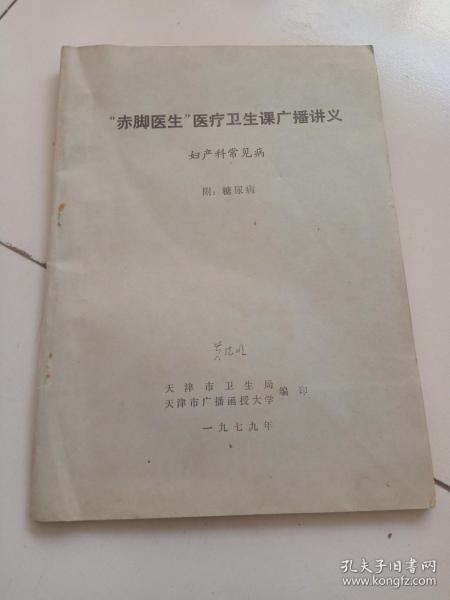 “赤脚医生”医疗卫生课广播讲义
妇产科常见病
附：糖尿病
天津市卫生局
天津市广播函授大学
编印
一九七九年
孔夫子旧书网
www.kongfz.com